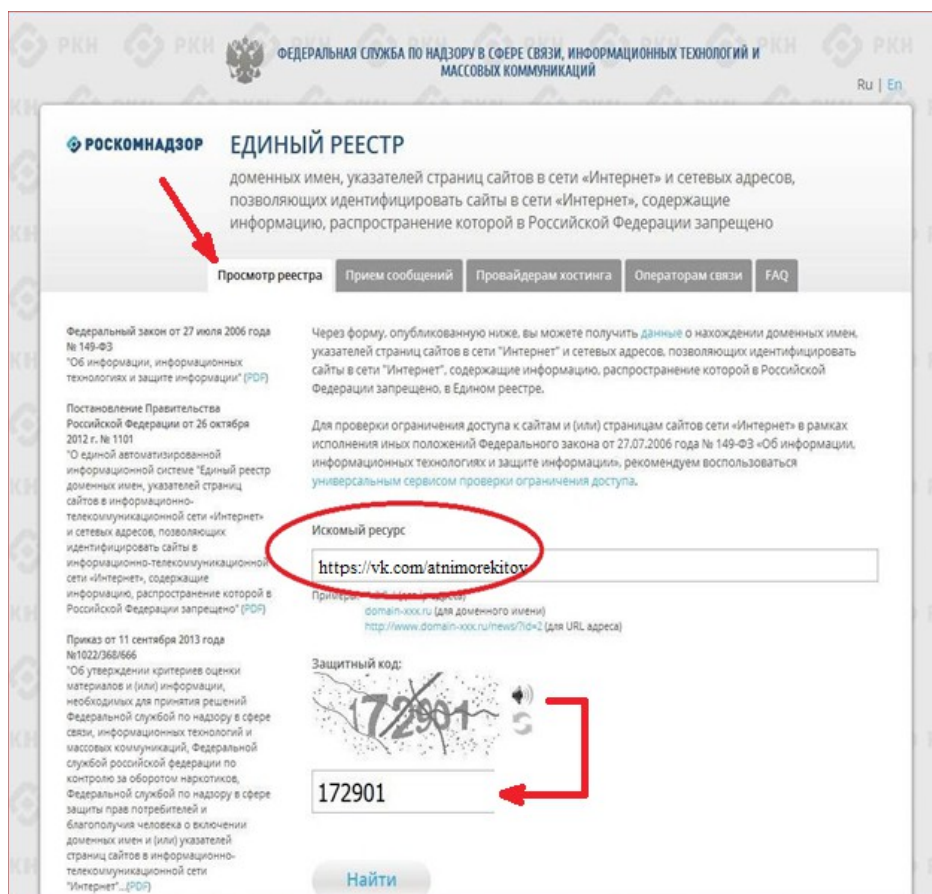 ФЕДЕРАЛЬНАЯ СЛУЖБА ПО НАДЗОРУ В СФЕРЕ СВЯЗИ, ИНФОРМАЦИОННЫХ ТЕХНОЛОГИЙ И
МАССОВЫХ КОММУНИКАЦИЙ
Ru | En
РОСКОМНАДЗОР
ЕДИНЫЙ РЕЕСТР
доменных имен, указателей страниц сайтов в сети «Интернет» и сетевых адресов,
позволяющих идентифицировать сайты в сети «Интернет», содержащие
информацию, распространение которой в Российской Федерации запрещено
Просмотр реестра
Прием сообщений
Провайдерам хостинга
Операторам связи
FAQ
Федеральный закон от 27 июля 2006 года
№ 149-ФЗ
"Об информации, информационных
технологиях и защите информации" (PDF)
Постановление Правительства
Российской Федерации от 26 октября
2012 г. № 1101
"О единой автоматизированной
информационной системе "Единый реестр
доменных имен, указателей страниц
сайтов в информационно-
телекоммуникационной сети «Интернет»
и сетевых адресов, позволяющих
идентифицировать сайты в
информационно-телекоммуникационной
сети «Интернет», содержащие
информацию, распространение которой в
Российской Федерации запрещено" (PDF)
Приказ от 11 сентября 2013 года
№1022/368/666
"Об утверждении критериев оценки
материалов и (или) информации,
необходимых для принятия решений
Федеральной службой по надзору в сфере
связи, информационных технологий и
массовых коммуникаций, Федеральной
службой российской федерации по
контролю за оборотом наркотиков,
Федеральной службой по надзору в сфере
защиты прав потребителей и
благополучия человека о включении
доменных имен и (или) указателей
страниц сайтов в информационно-
телекоммуникационной сети
"Интернет"...(PDF)
Через форму, опубликованную ниже, вы можете получить данные о нахождении доменных имен,
указателей страниц сайтов в сети "Интернет" и сетевых адресов, позволяющих идентифицировать
сайты в сети "Интернет", содержащие информацию, распространение которой в Российской
Федерации запрещено, в Едином реестре.
Для проверки ограничения доступа к сайтам и (или) страницам сайтов сети «Интернет» в рамках
исполнения иных положений Федерального закона от 27.07.2006 года № 149-ФЗ «Об информации,
информационных технологиях и защите информации», рекомендуем воспользоваться
универсальным сервисом проверки ограничения доступа.
Искомый ресурс
https://vk.com/atnimorekitov
domain-xxx.ru (для доменного имени)
http://www.domain-xxx.ru/news/?id=2 (для URL адреса)
Защитный код:
172901
172901
Найти